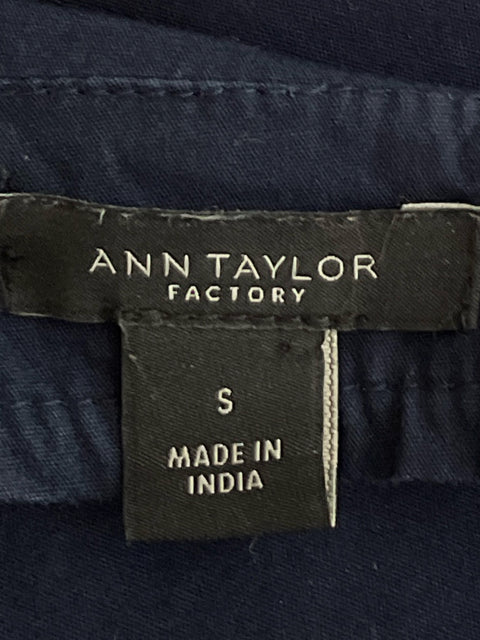 ANN TAYLOR
FACTORY
S
MADE IN
INDIA